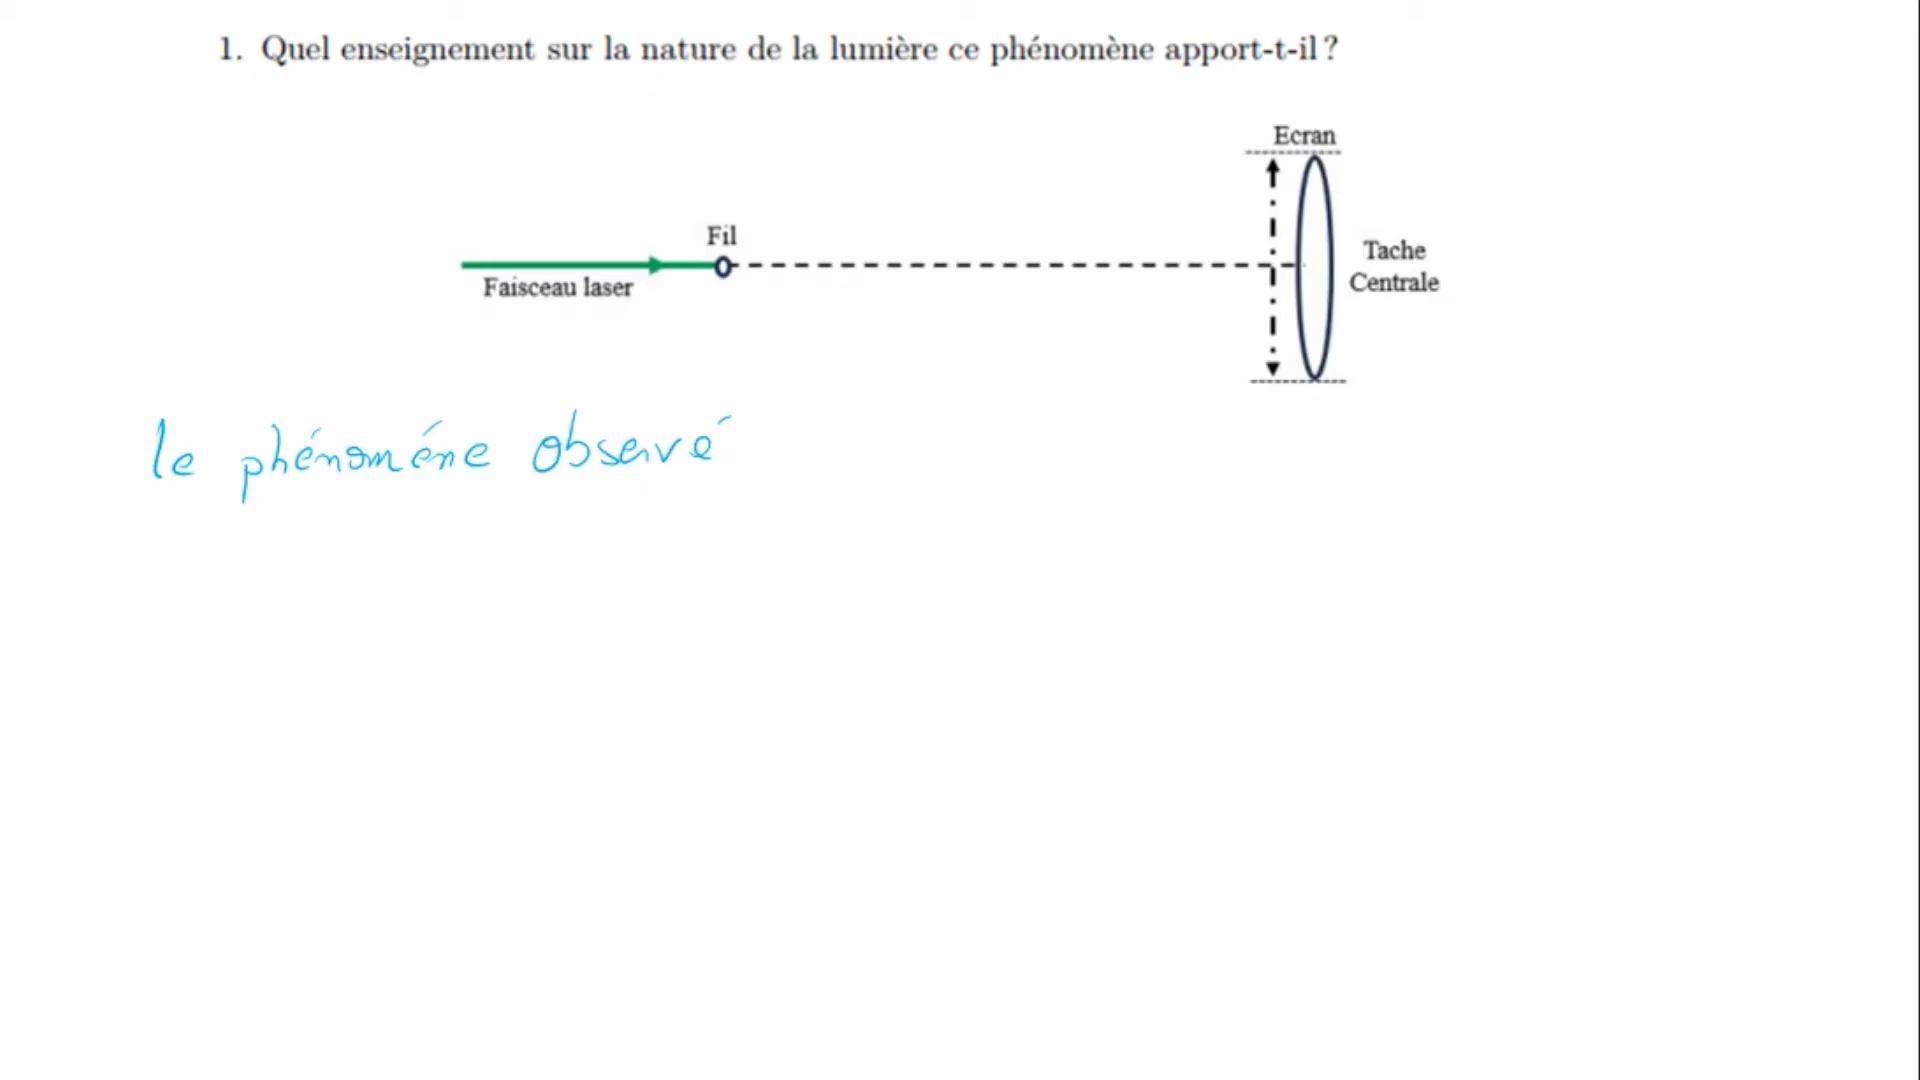 1. Quel enseignement sur la nature de la lumière ce phénomène apport-t-il ?
Ecran
Fil
Faisceau laser
Tache
Centrale
le phénoméne observé